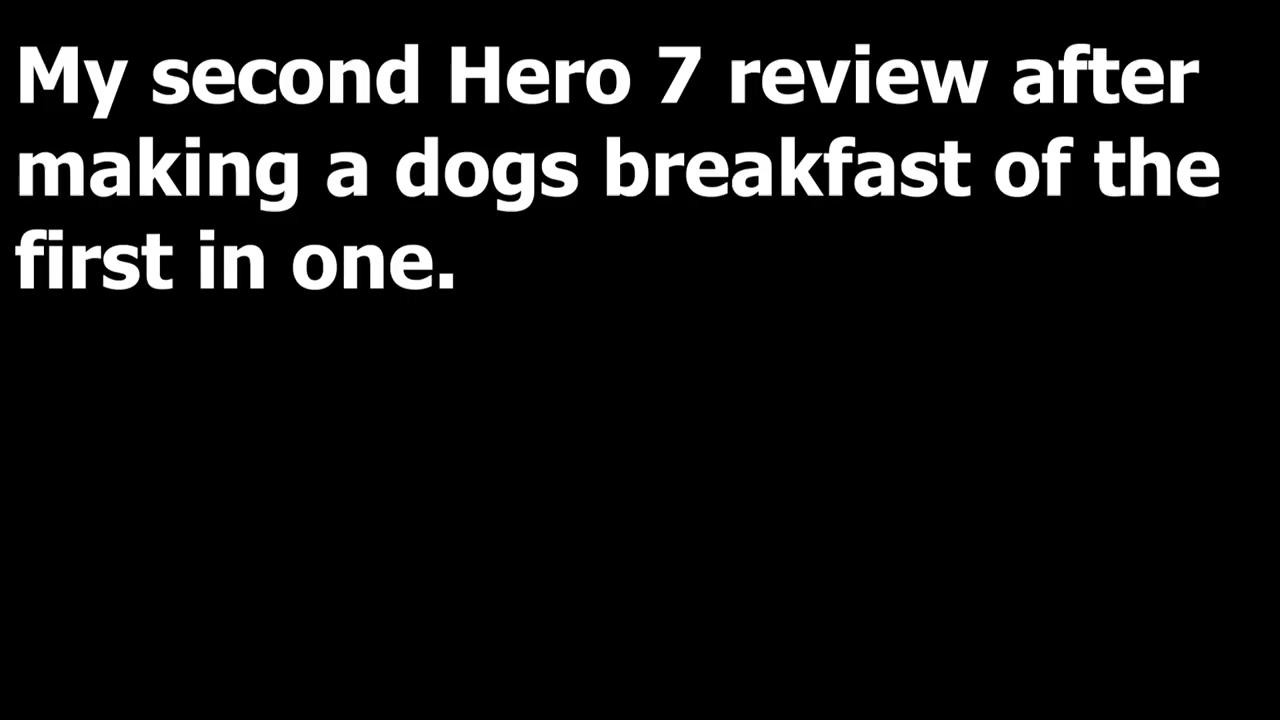 My second Hero 7 review after
making a dogs breakfast of the
first in one.